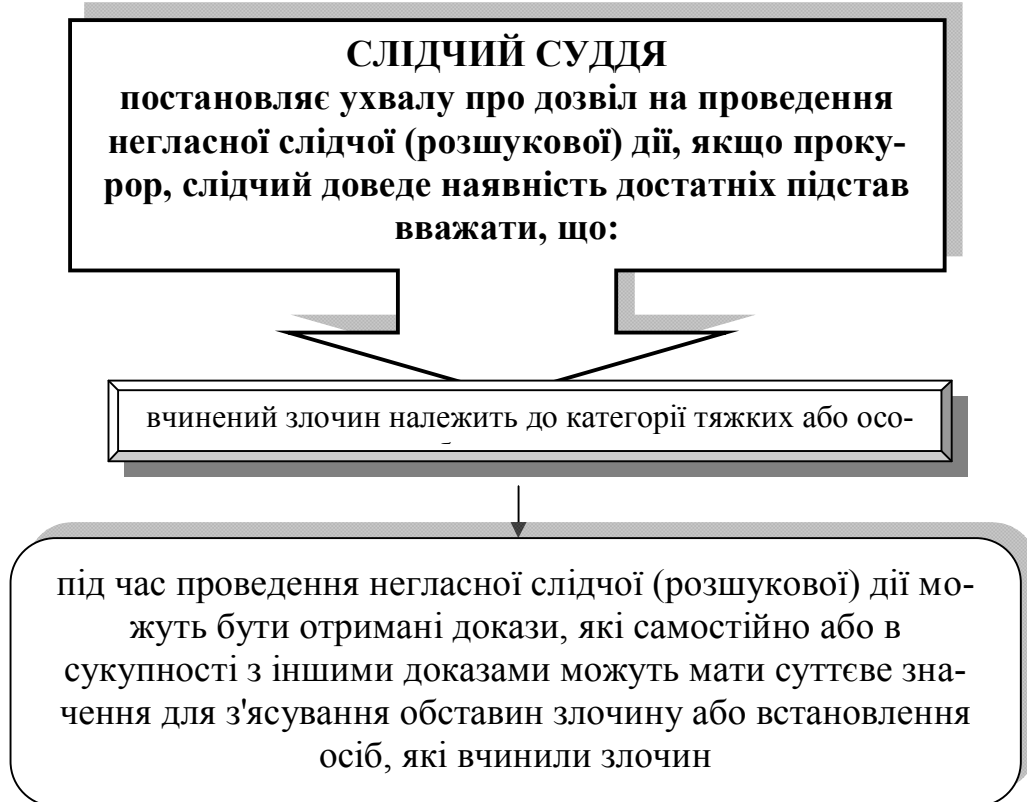 СЛІДЧИЙ СУДДЯ
постановляє ухвалу про дозвіл на проведення
негласної слідчої (розшукової) дії, якщо проку-
рор, слідчий доведе наявність достатніх підстав
вважати, що:
вчинений злочин належить до категорії тяжких або осо-
під час проведення негласної слідчої (розшукової) дії мо-
жуть бути отримані докази, які самостійно або в
сукупності з іншими доказами можуть мати суттєве зна-
чення для з'ясування обставин злочину або встановлення
осіб, які вчинили злочин